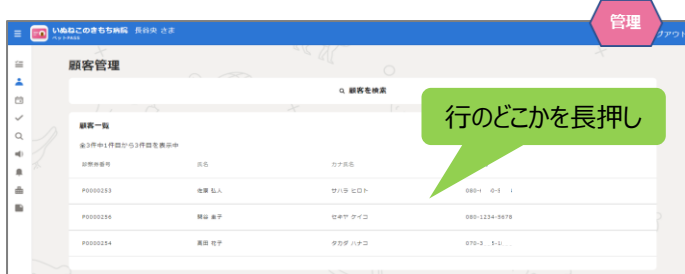 管理
いぬねこのきもち病院 長谷央 さま
顧客管理
顧客を検索
行のどこかを長押し
顧客一覧
全3件中1件目から3件目を表示中
診察券番号 氏名 カナ氏名
P0000253 佐原 弘人 サハラ ヒロト
P0000256 関谷 圭子 セキヤ ケイコ 080-1234-5678
P0000254 高田 花子 タカダ ハナコ